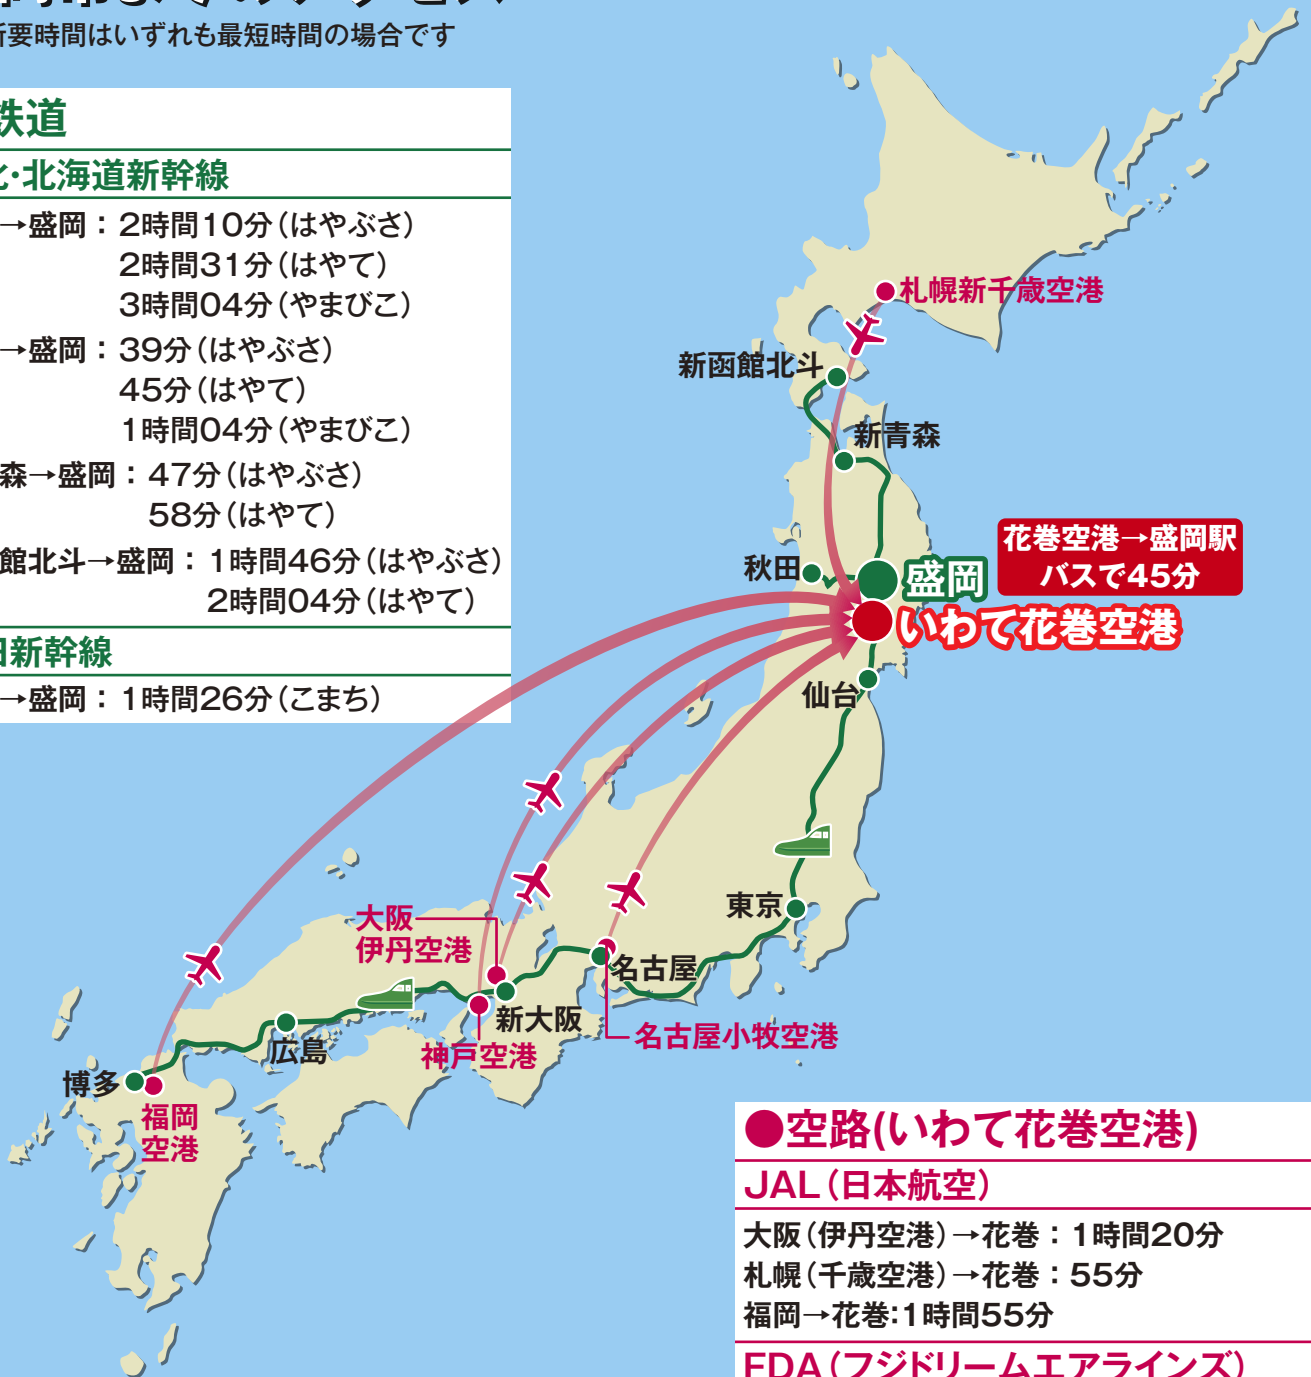 所要時間はいずれも最短時間の場合です
鉄道
北・北海道新幹線
→盛岡：2時間10分（はやぶさ）
2時間31分（はやて）
3時間04分（やまびこ）
→盛岡：39分（はやぶさ）
45分（はやて）
1時間04分（やまびこ）
森→盛岡：47分（はやぶさ）
58分（はやて）
館北斗→盛岡：1時間46分（はやぶさ）
2時間04分（はやて）
田新幹線
→盛岡：1時間26分（こまち）
札幌新千歳空港
新函館北斗
新青森
花巻空港→盛岡駅
バスで45分
秋田
盛岡
いわて花巻空港
仙台
東京
大阪
伊丹空港
名古屋
新大阪
名古屋小牧空港
広島
神戸空港
博多
福岡
空港
●空路(いわて花巻空港)
JAL（日本航空）
大阪（伊丹空港）→花巻：1時間20分
札幌（千歳空港）→花巻：55分
福岡→花巻:1時間55分
FDA（フジドリームエアラインズ）